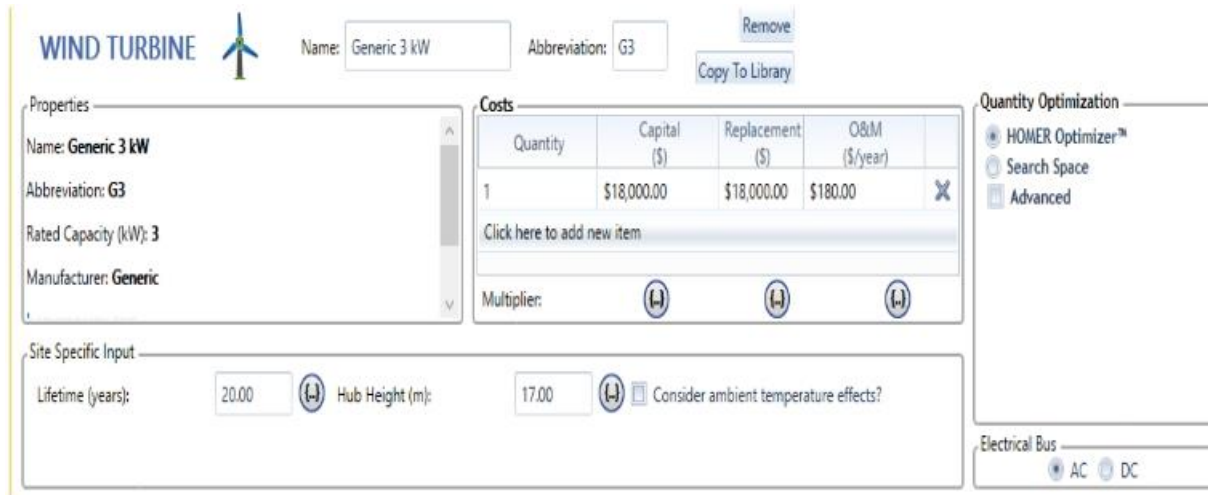 WIND TURBINE
Name: Generic 3 kW
Abbreviation: G3
Remove
Copy To Library
Properties
Name: Generic 3 kW
Abbreviation: G3
Rated Capacity (kW): 3
Manufacturer: Generic
Costs
Quantity Capital ($) Replacement ($) O&M ($/year)
1 $18,000.00 $18,000.00 $180.00
Click here to add new item
Multiplier: {..} {..} {..}
Quantity Optimization
HOMER Optimizer™
Search Space
Advanced
Site Specific Input
Lifetime (years): 20.00 {..} Hub Height (m): 17.00 {..} Consider ambient temperature effects?
Electrical Bus
AC DC